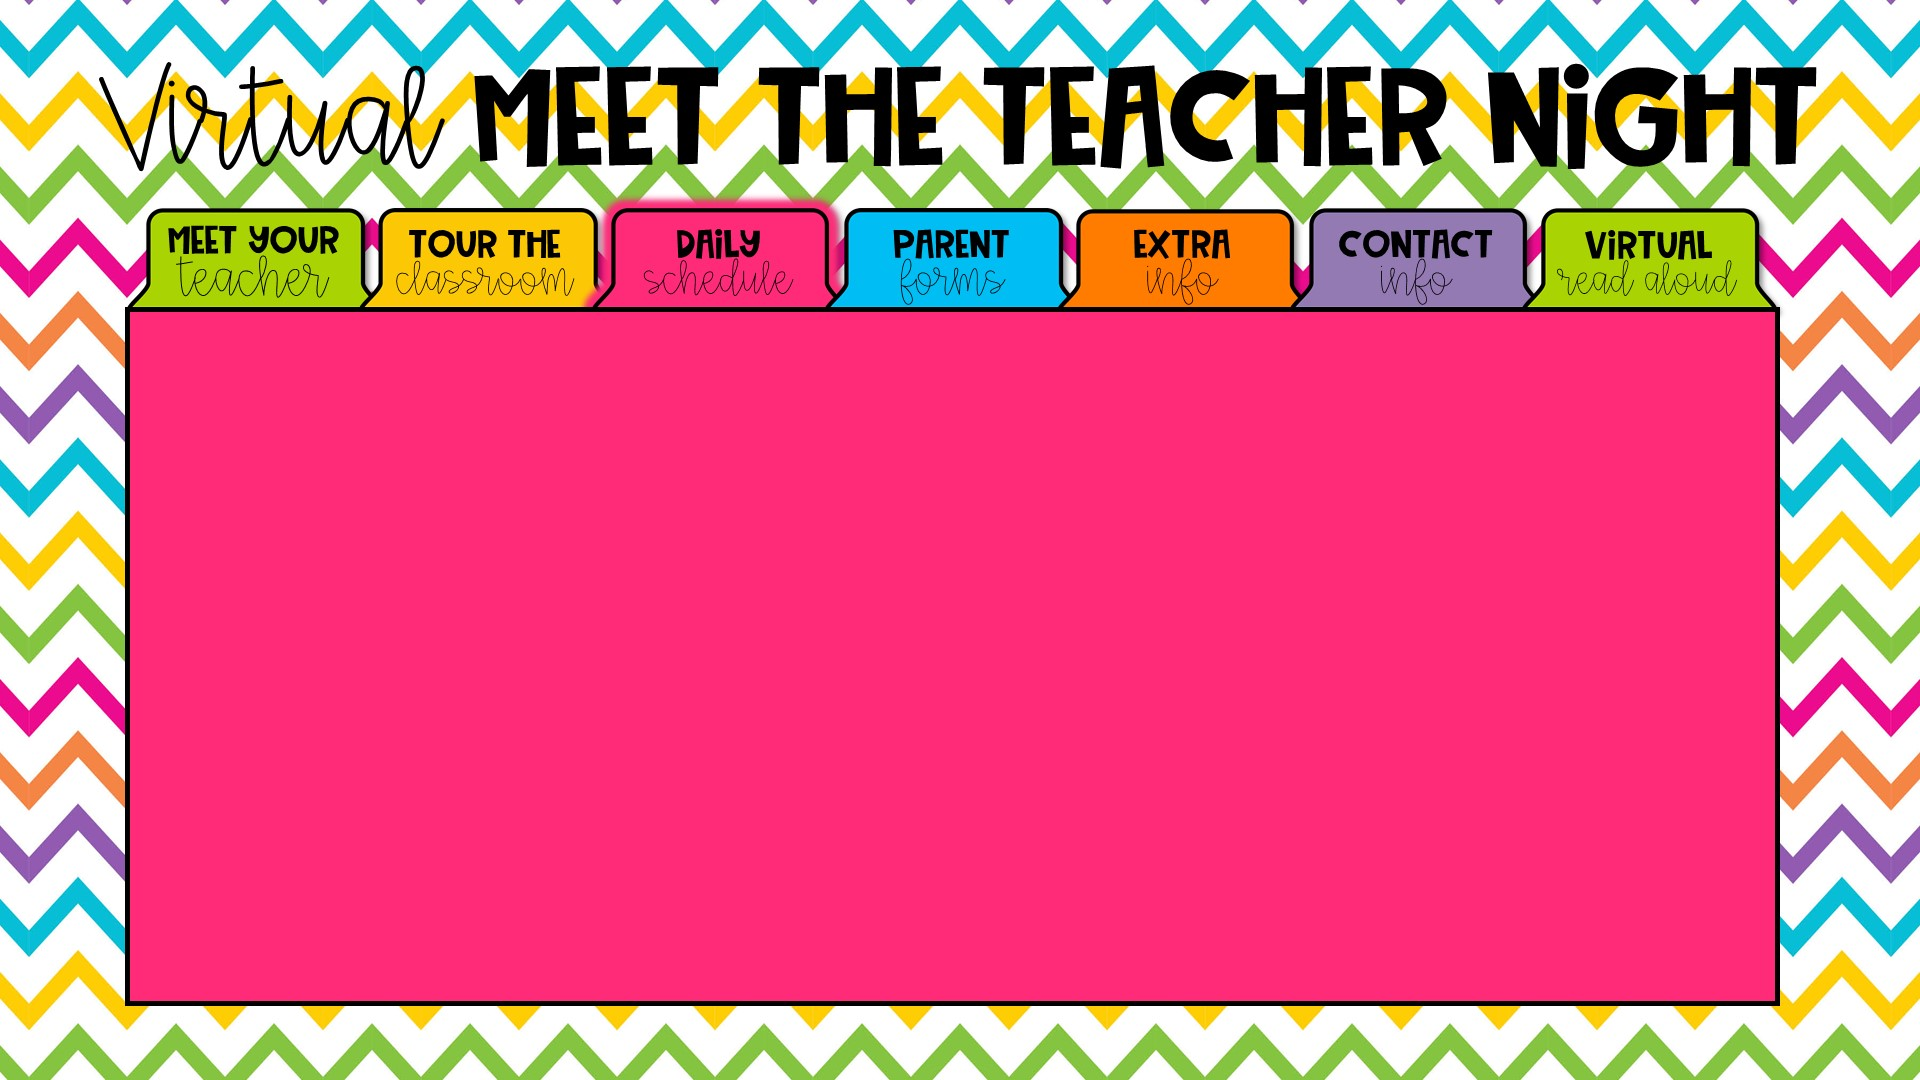 Virtual MEET THE TEACHER NiGHT
MEET YOUR
teacher
TOUR THE
classroom
DAiLY
schedule
PARENT
forms
EXTRA
info
CONTACT
info
ViRTUAL
read aloud